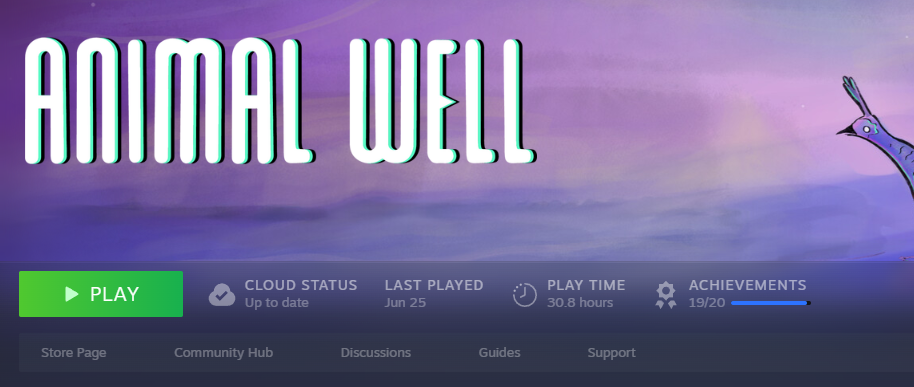 ANIMAL WELL
PLAY
CLOUD STATUS
Up to date
LAST PLAYED
Jun 25
PLAY TIME
30.8 hours
ACHIEVEMENTS
19/20
Store Page Community Hub Discussions Guides Support